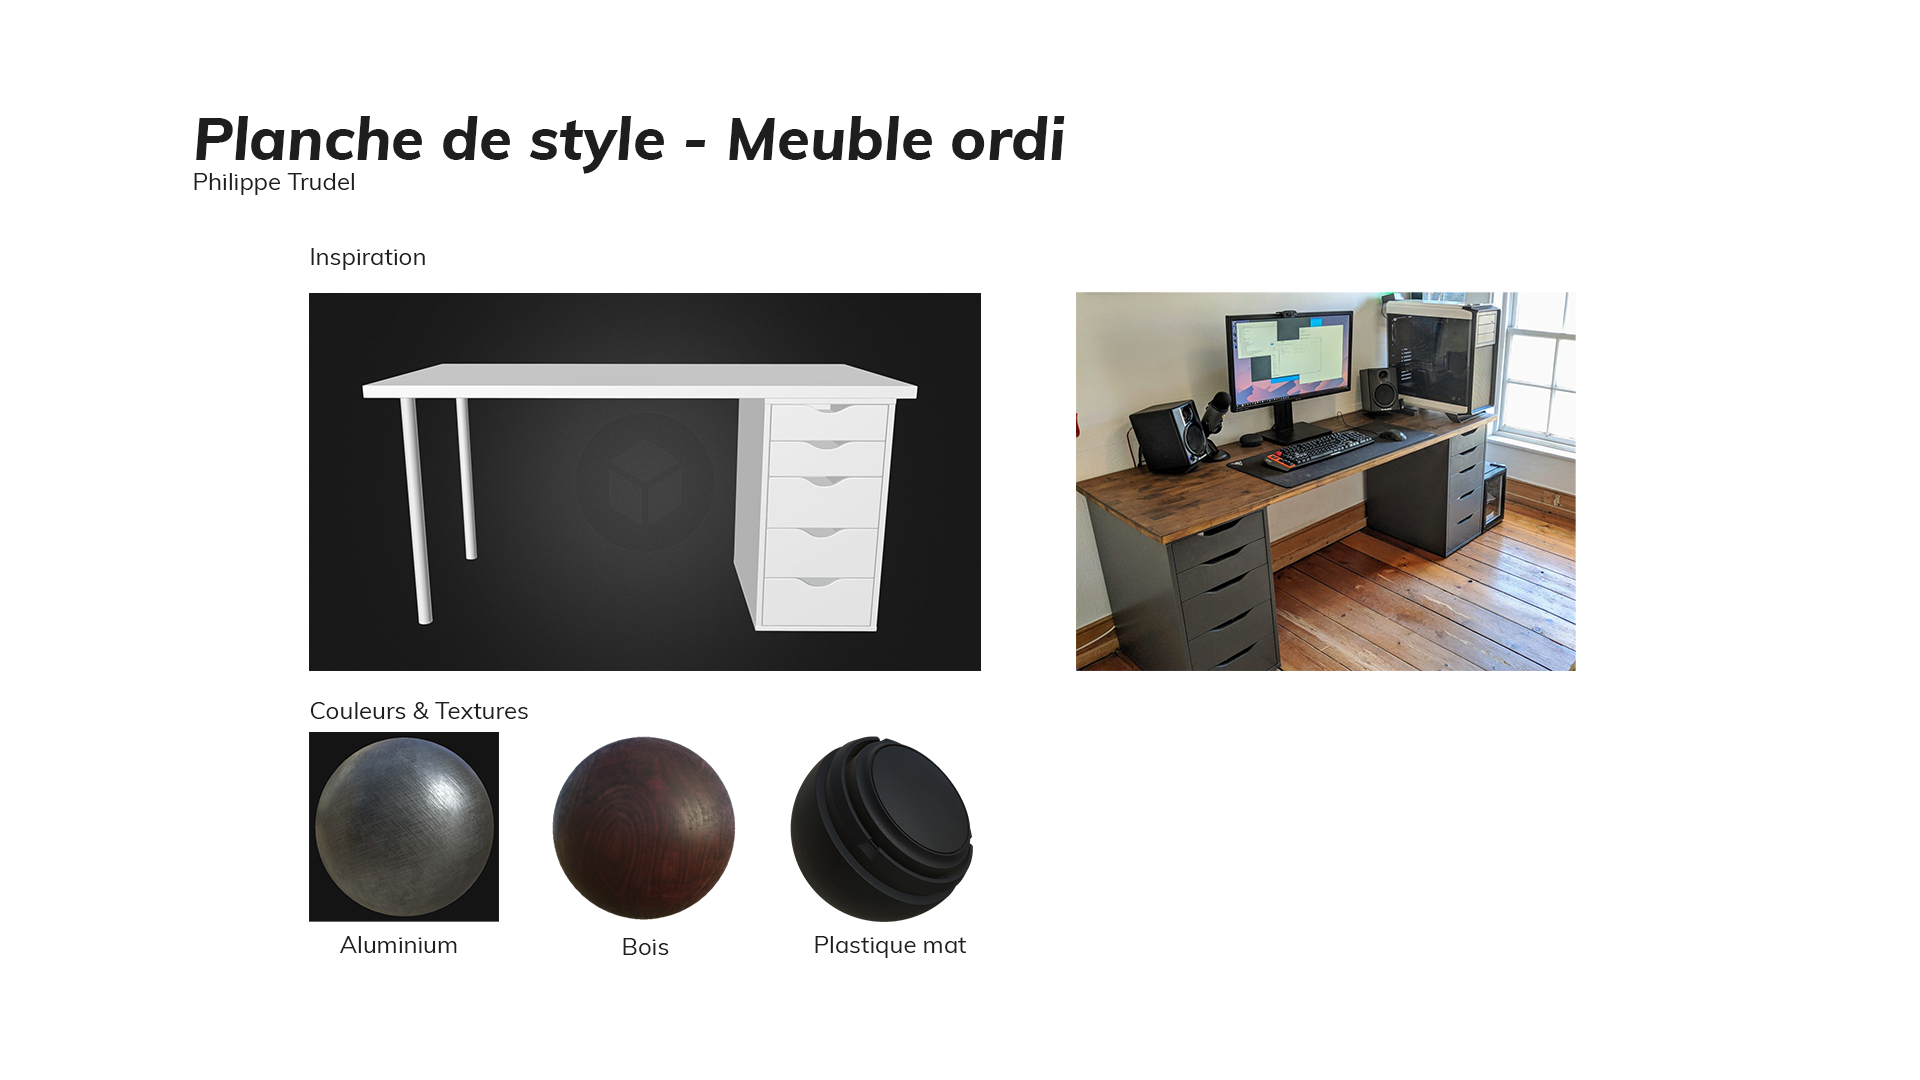 Planche de style - Meuble ordi
Philippe Trudel
Inspiration
Couleurs & Textures
Aluminium
Bois
Plastique mat